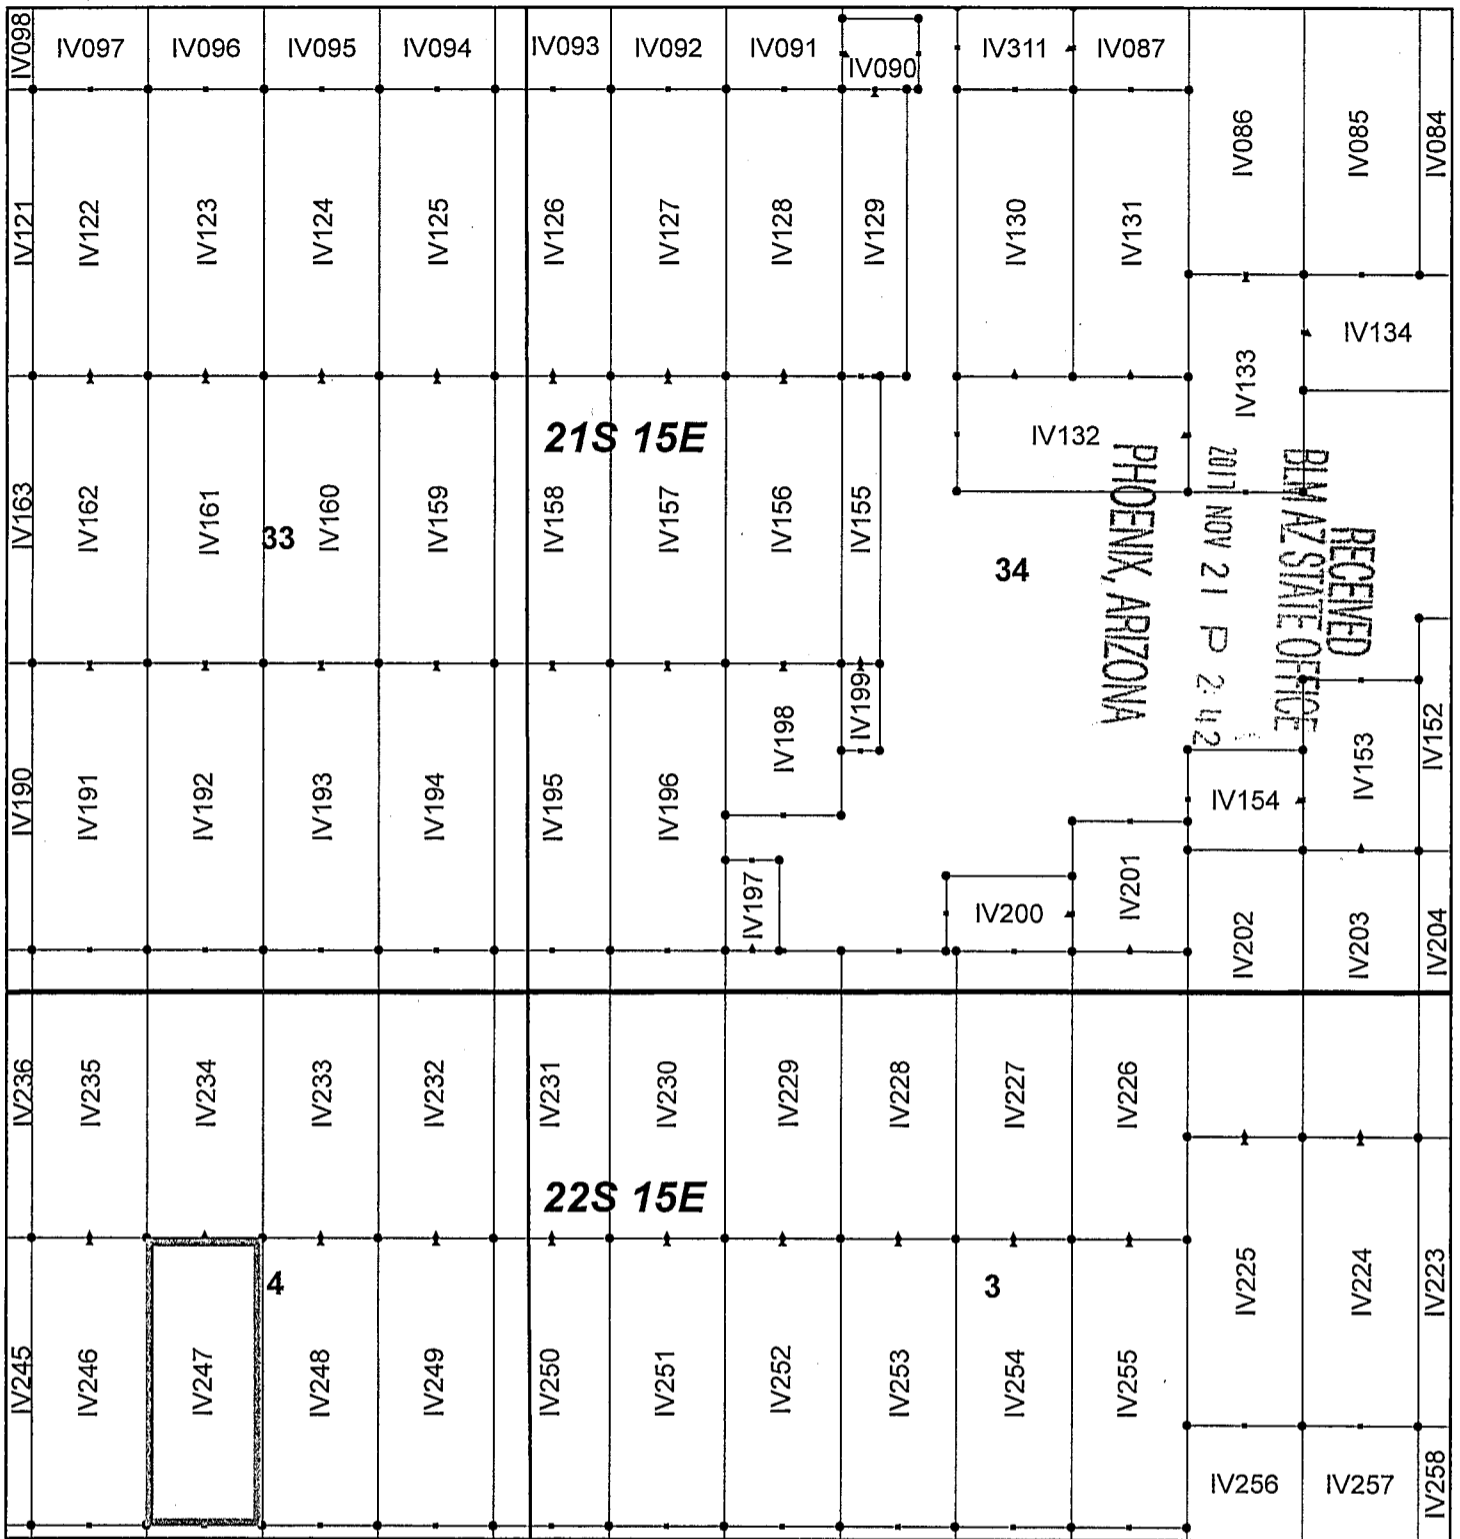 IV098 IV097 IV096 IV095 IV094 IV093 IV092 IV091 IV090 IV311 IV087
IV086 IV085 IV084
IV121 IV122 IV123 IV124 IV125 IV126 IV127 IV128 IV129 IV130 IV131
IV133 IV134
21S 15E
IV132
IV163 IV162 IV161 33 IV160 IV159 IV158 IV157 IV156 IV155
34
RECEIVED
BLM AZ STATE OFFICE
2017 NOV 21 P 2:42
PHOENIX, ARIZONA
IV198 IV199 IV153 IV152
IV190 IV191 IV192 IV193 IV194 IV195 IV196 IV154
IV197 IV200 IV201 IV202 IV203 IV204
IV236 IV235 IV234 IV233 IV232 IV231 IV230 IV229 IV228 IV227 IV226
22S 15E
4 3
IV225 IV224 IV223
IV245 IV246 IV247 IV248 IV249 IV250 IV251 IV252 IV253 IV254 IV255
IV256 IV257 IV258